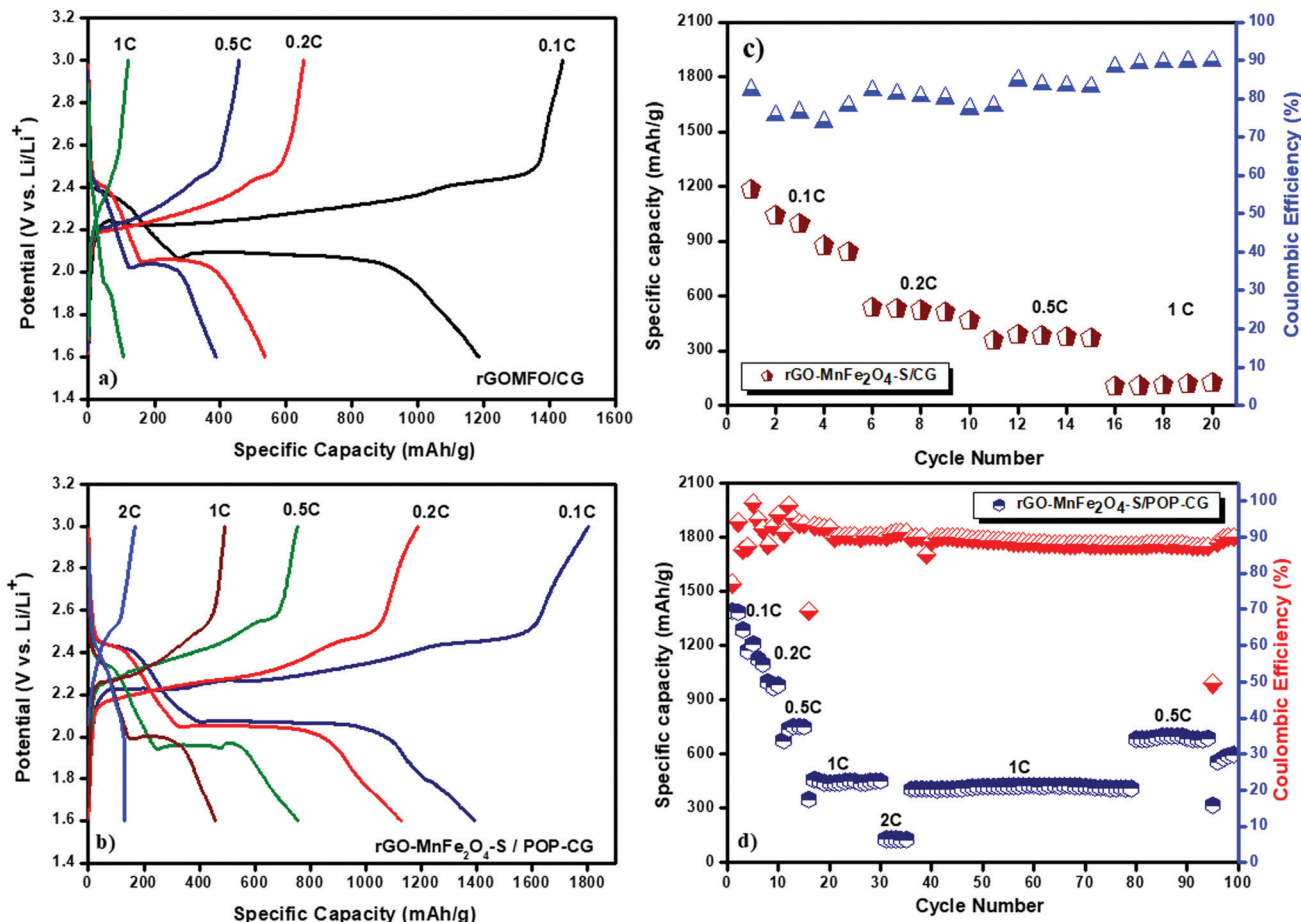 3.2
3.0
2.8
2.6
2.4
2.2
2.0
1.8
1.6
1.4
Potential (V vs. Li/Li⁺)
1C
0.5C
0.2C
0.1C
a)
rGOMFO/CG
0 200 400 600 800 1000 1200 1400 1600
Specific Capacity (mAh/g)
c)
2100
1800
1500
1200
900
600
300
0
Specific capacity (mAh/g)
0.1C
0.2C
0.5C
1 C
rGO-MnFe₂O₄-S/CG
100
90
80
70
60
50
40
30
20
10
0
Coulombic Efficiency (%)
0 2 4 6 8 10 12 14 16 18 20
Cycle Number
3.2
3.0
2.8
2.6
2.4
2.2
2.0
1.8
1.6
1.4
Potential (V vs. Li/Li⁺)
2C
1C
0.5C
0.2C
0.1C
b)
rGO-MnFe₂O₄-S / POP-CG
0 200 400 600 800 1000 1200 1400 1600 1800
Specific Capacity (mAh/g)
2100
1800
1500
1200
900
600
300
0
Specific capacity (mAh/g)
rGO-MnFe₂O₄-S/POP-CG
0.1C
0.2C
0.5C
1C
2C
1C
0.5C
d)
100
90
80
70
60
50
40
30
20
10
0
Coulombic Efficiency (%)
0 10 20 30 40 50 60 70 80 90 100
Cycle Number